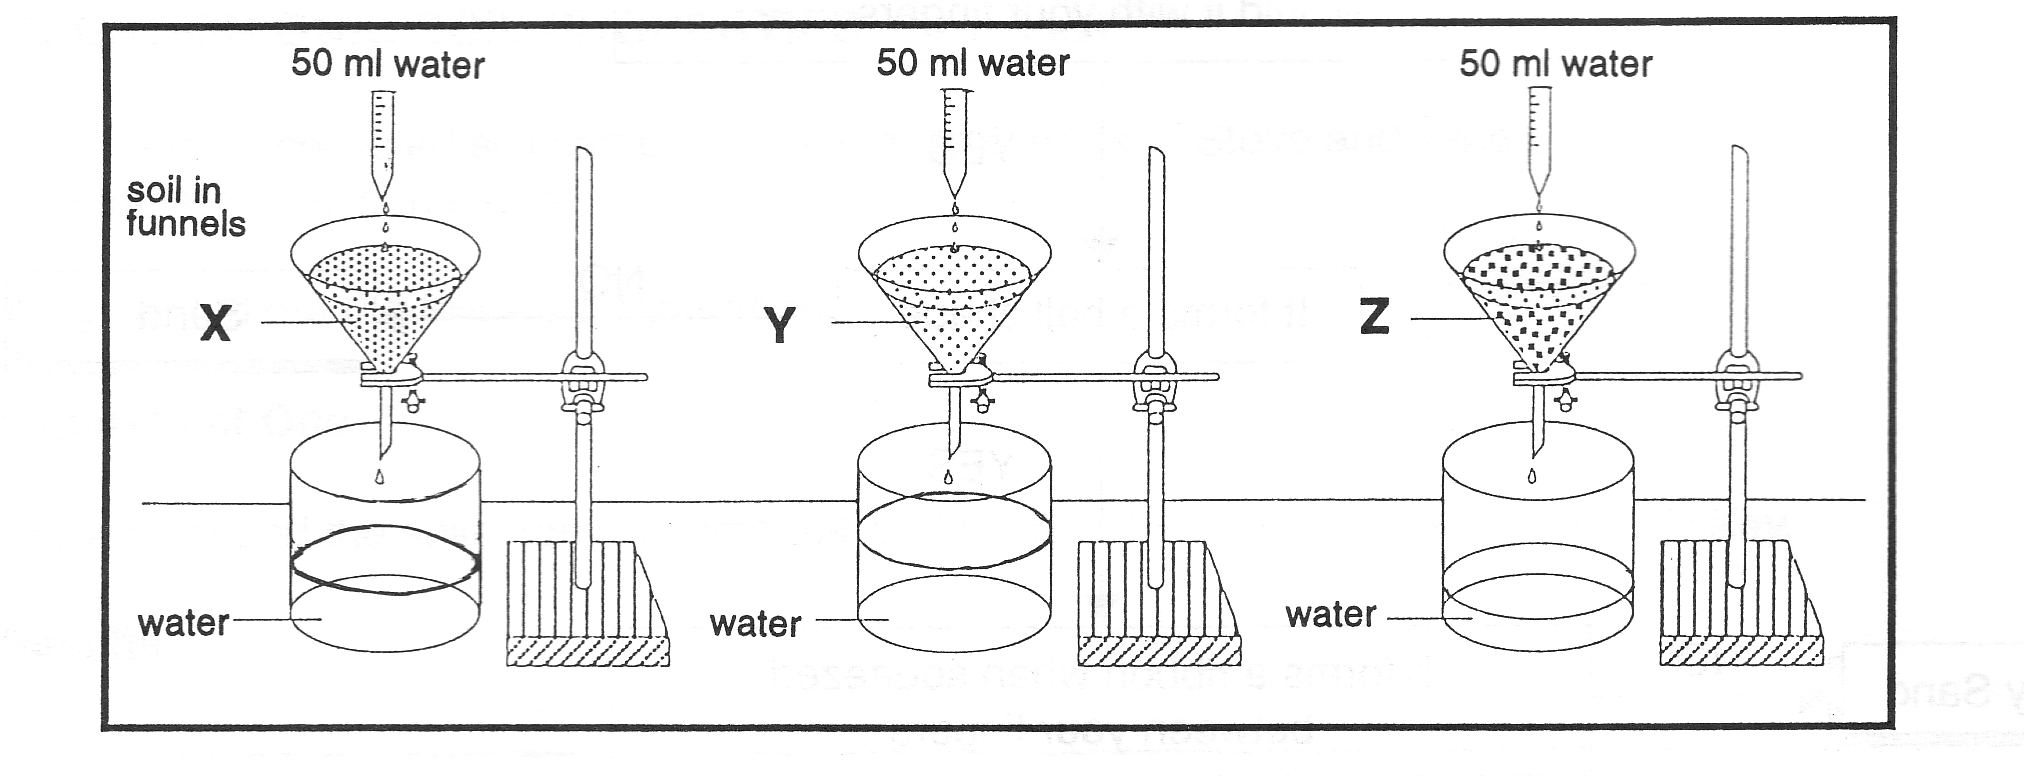 50 ml water
50 ml water
50 ml water
soil in
funnels
X
Y
Z
water
water
water